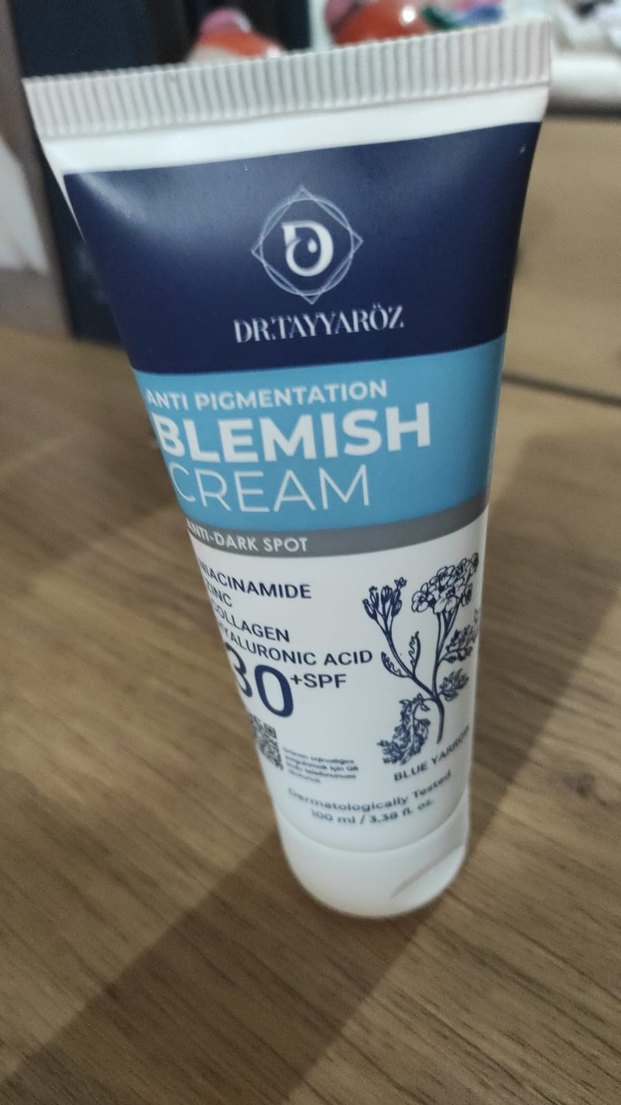 DR.TAYYARÖZ
ANTI PIGMENTATION
BLEMISH
CREAM
ANTI-DARK SPOT
NIACINAMIDE
ZINC
COLLAGEN
HYALURONIC ACID
30+SPF
BLUE YARROW
Dermatologically Tested
100 ml / 3,38 fl. oz.